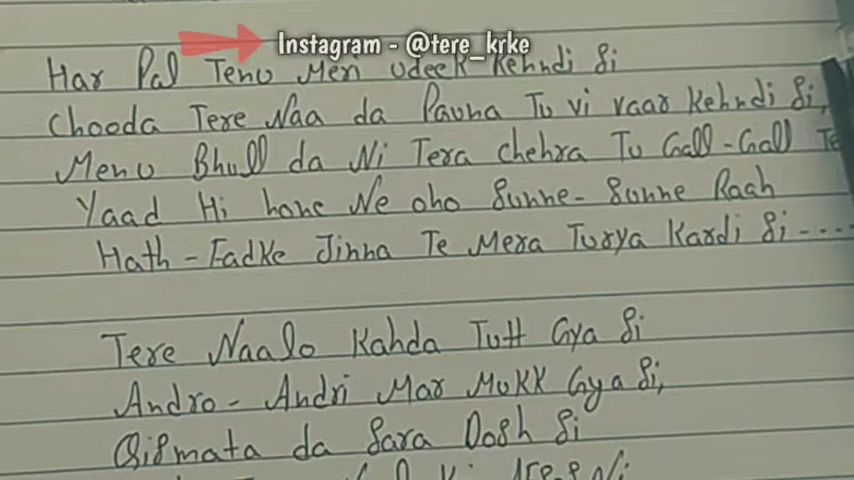 Instagram - @tere_krke
Har Pal Tenu Meri Udeek Rehndi Si
Chooda Tere Naa da Pauna Tu Vi Vaar Kehndi Si,
Menu Bhull da Ni Tera Chehra Tu Gall-Gall Te
Yaad Hi hone Ne oho Sunne-Sunne Raah
Hath-Fadke Jinna Te Mera Turya Kardi Si----
Tere Naalo Kahda Tutt Gya Si
Andro-Andri Mar Mukk Gya Si,
Qismata da Sara Dosh Si